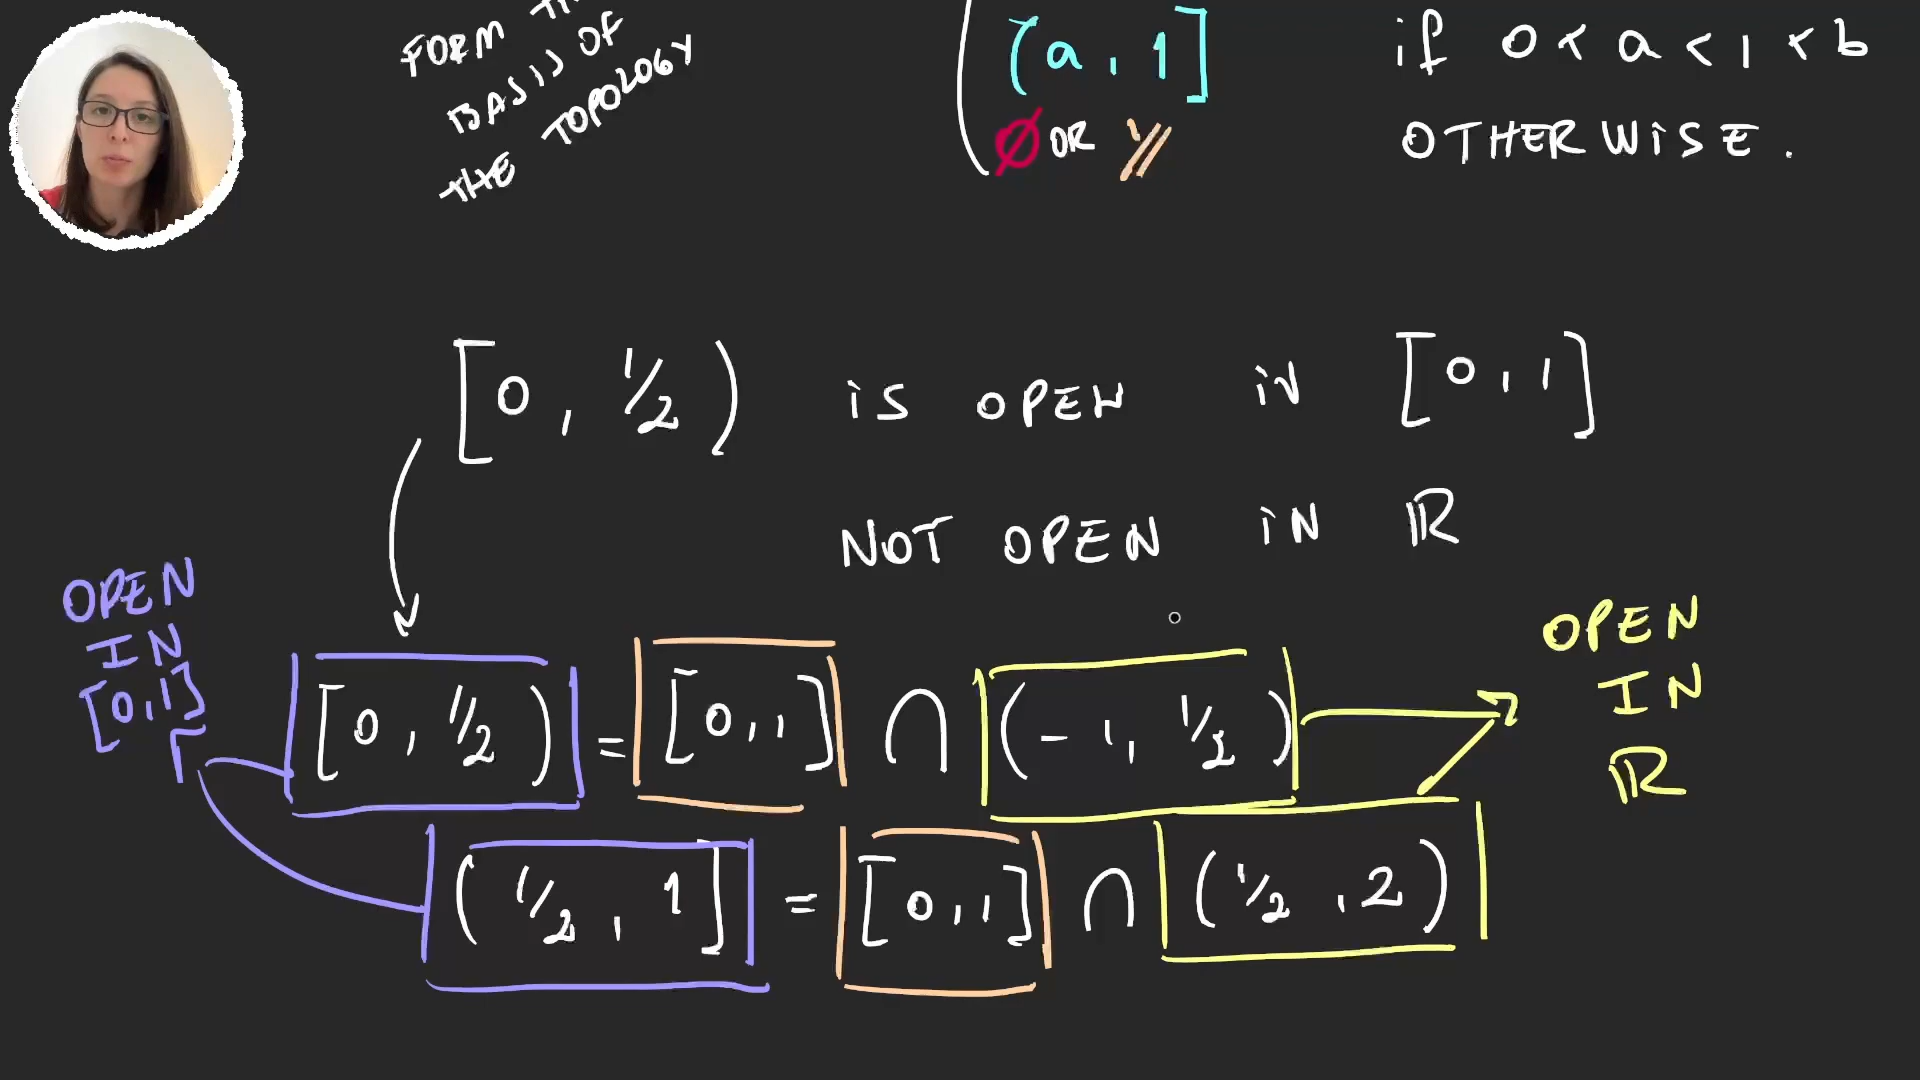 FORM TH
BASIS OF
THE TOPOLOGY
(a, 1] if 0 < a < 1 < b
∅ OR Y OTHERWISE.
[0, 1/2) is OPEN iN [0,1]
NOT OPEN iN ℝ
OPEN
IN
[0,1]
OPEN
IN
ℝ
[0, 1/2) = [0,1] ∩ (-1, 1/2)
(1/2, 1] = [0,1] ∩ (1/2, 2)